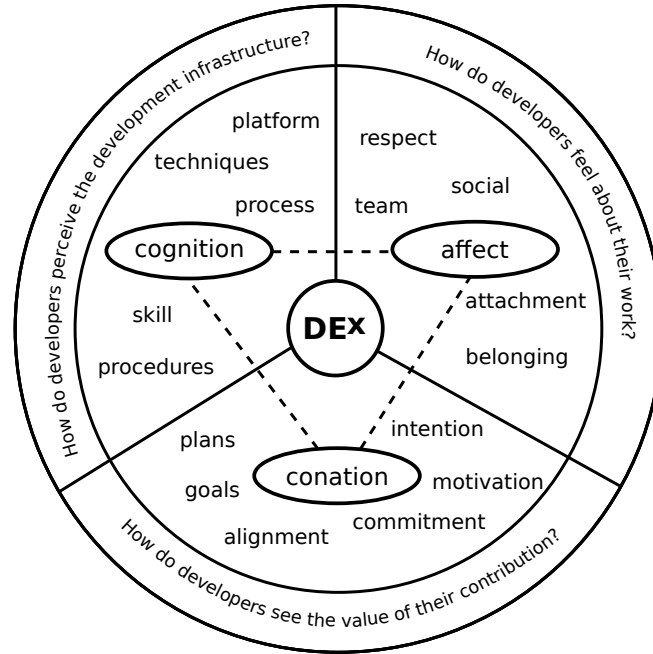 How do developers perceive the development infrastructure?
platform
techniques
process
cognition
skill
procedures
How do developers feel about their work?
respect
social
team
affect
attachment
belonging
DEx
intention
plans
conation
motivation
goals
commitment
alignment
How do developers see the value of their contribution?